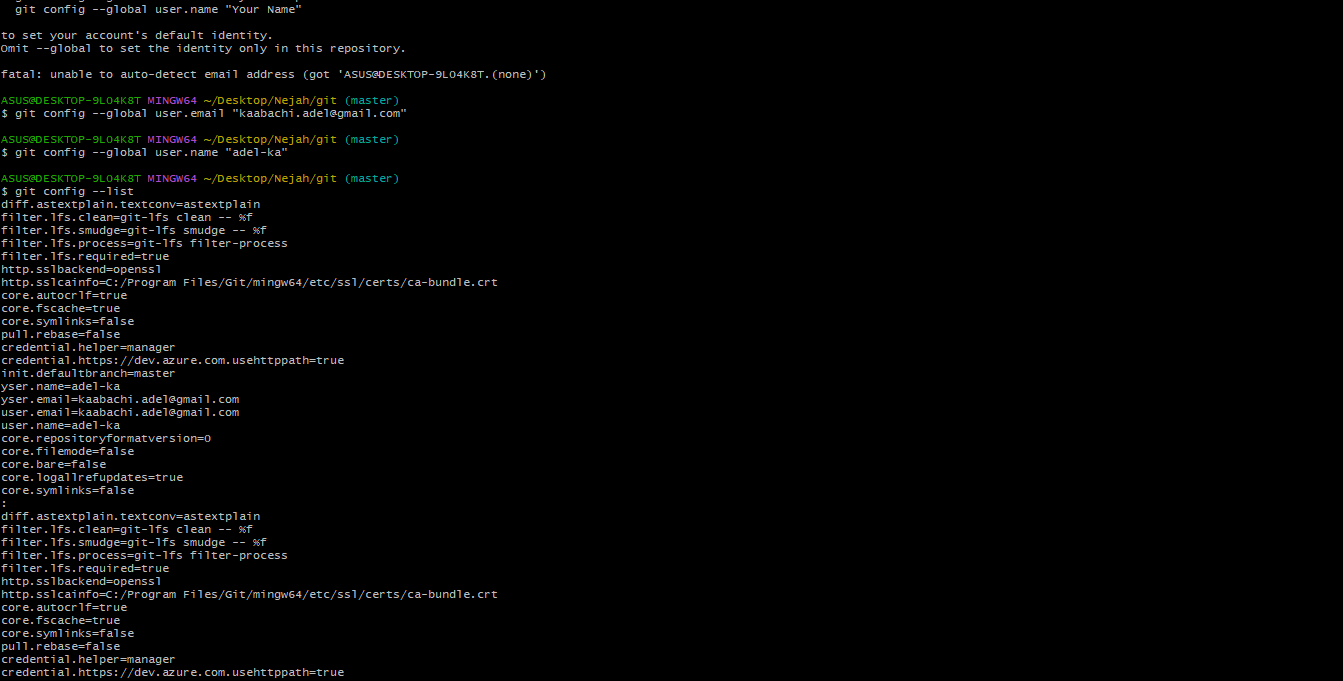 git config --global user.name "Your Name"
to set your account's default identity.
Omit --global to set the identity only in this repository.
fatal: unable to auto-detect email address (got 'ASUS@DESKTOP-9LO4K8T.(none)')
ASUS@DESKTOP-9LO4K8T MINGW64 ~/Desktop/Nejah/git (master)
$ git config --global user.email "kaabachi.adel@gmail.com"
ASUS@DESKTOP-9LO4K8T MINGW64 ~/Desktop/Nejah/git (master)
$ git config --global user.name "adel-ka"
ASUS@DESKTOP-9LO4K8T MINGW64 ~/Desktop/Nejah/git (master)
$ git config --list
diff.astextplain.textconv=astextplain
filter.lfs.clean=git-lfs clean -- %f
filter.lfs.smudge=git-lfs smudge -- %f
filter.lfs.process=git-lfs filter-process
filter.lfs.required=true
http.sslbackend=openssl
http.sslcainfo=C:/Program Files/Git/mingw64/etc/ssl/certs/ca-bundle.crt
core.autocrlf=true
core.fscache=true
core.symlinks=false
pull.rebase=false
credential.helper=manager
credential.https://dev.azure.com.usehttppath=true
init.defaultbranch=master
yser.name=adel-ka
yser.email=kaabachi.adel@gmail.com
user.email=kaabachi.adel@gmail.com
user.name=adel-ka
core.repositoryformatversion=0
core.filemode=false
core.bare=false
core.logallrefupdates=true
core.symlinks=false
:
diff.astextplain.textconv=astextplain
filter.lfs.clean=git-lfs clean -- %f
filter.lfs.smudge=git-lfs smudge -- %f
filter.lfs.process=git-lfs filter-process
filter.lfs.required=true
http.sslbackend=openssl
http.sslcainfo=C:/Program Files/Git/mingw64/etc/ssl/certs/ca-bundle.crt
core.autocrlf=true
core.fscache=true
core.symlinks=false
pull.rebase=false
credential.helper=manager
credential.https://dev.azure.com.usehttppath=true